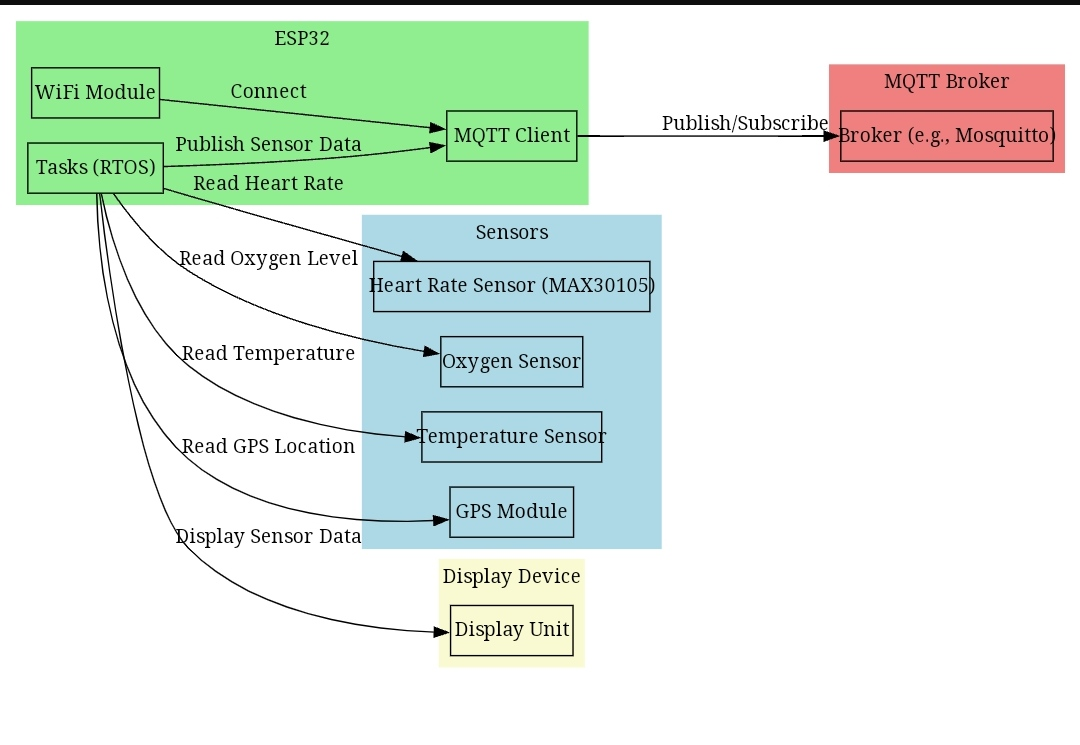 ESP32
WiFi Module
Connect
MQTT Client
Publish/Subscribe
MQTT Broker
Broker (e.g., Mosquitto)
Publish Sensor Data
Tasks (RTOS)
Read Heart Rate
Sensors
Read Oxygen Level
Heart Rate Sensor (MAX30105)
Read Temperature
Oxygen Sensor
Temperature Sensor
Read GPS Location
GPS Module
Display Sensor Data
Display Device
Display Unit